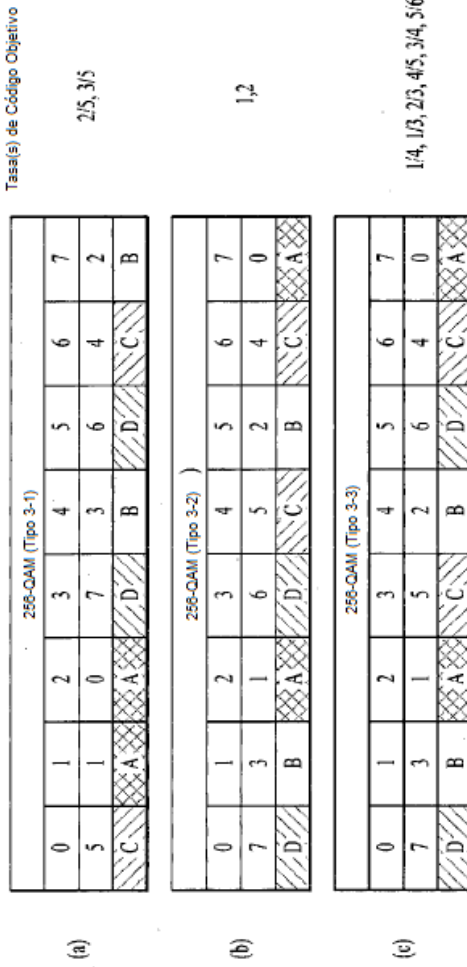 Tasa(s) de Código Objetivo
(a)
256-QAM (Tipo 3-1)
0 1 2 3 4 5 6 7
5 1 0 7 3 6 4 2
C A A D B D C B
2/5, 3/5
(b)
256-QAM (Tipo 3-2) )
0 1 2 3 4 5 6 7
7 3 1 6 5 2 4 0
D B A D C B C A
1,2
(c)
256-QAM (Tipo 3-3)
0 1 2 3 4 5 6 7
7 3 1 5 2 6 4 0
D B A C B D C A
1/4, 1/3, 2/3, 4/5, 3/4, 5/6